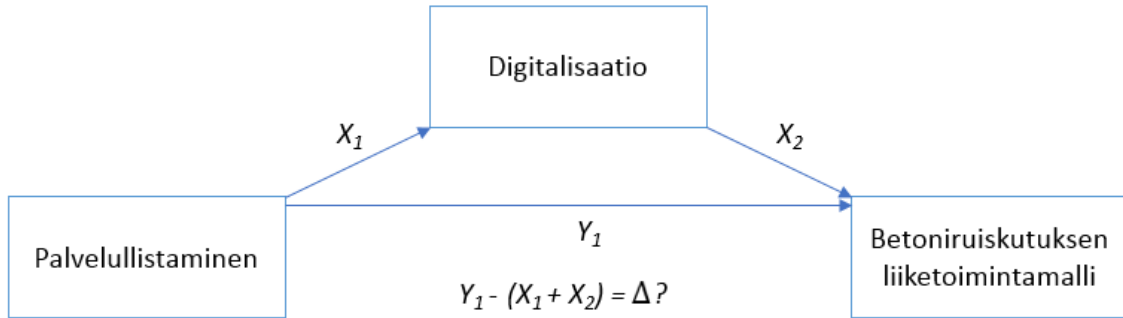 Digitalisaatio
X₁
X₂
Palvelullistaminen
Y₁
Betoniruiskutuksen
liiketoimintamalli
Y₁ - (X₁ + X₂) = Δ ?